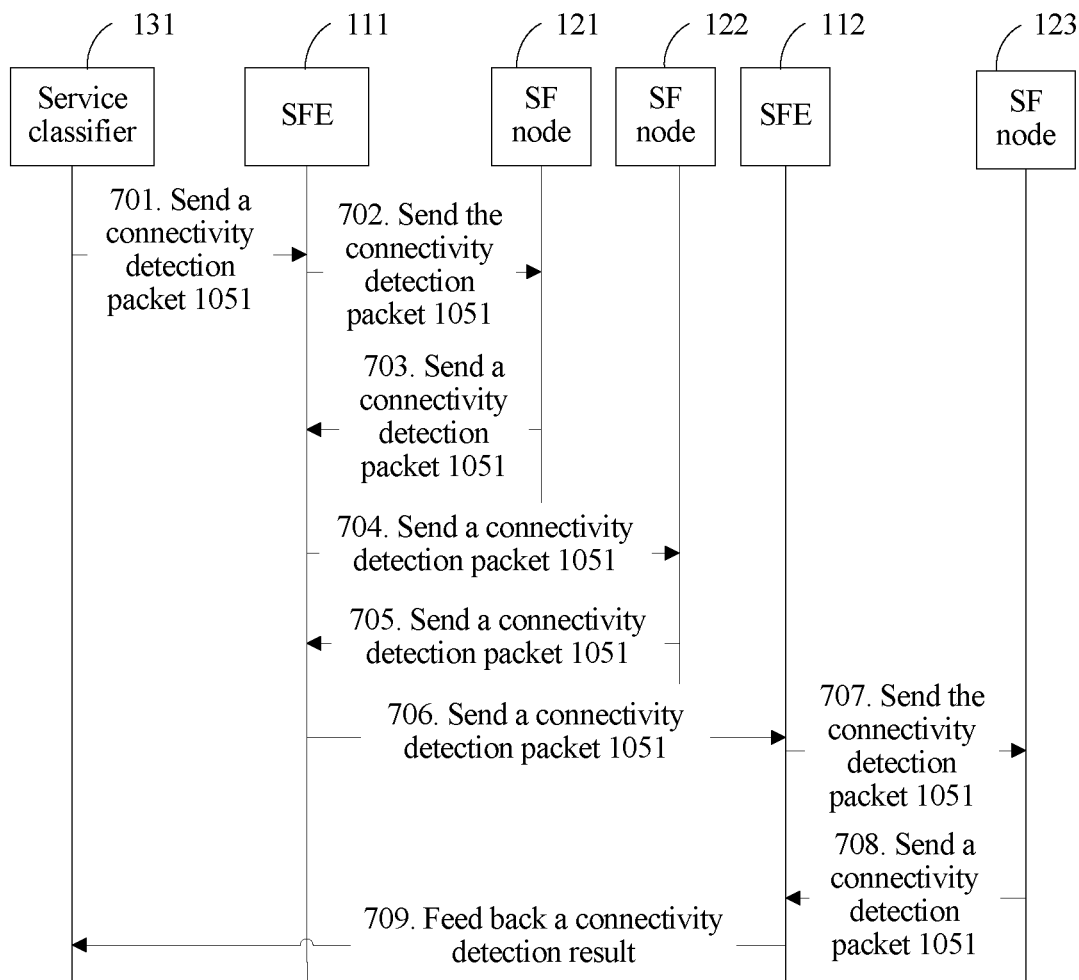 131
111
121
122
112
123
Service
classifier
SFE
SF
node
SF
node
SFE
SF
node
701. Send a
connectivity
detection
packet 1051
702. Send the
connectivity
detection
packet 1051
703. Send a
connectivity
detection
packet 1051
704. Send a connectivity
detection packet 1051
705. Send a connectivity
detection packet 1051
706. Send a connectivity
detection packet 1051
707. Send the
connectivity
detection
packet 1051
708. Send a
connectivity
detection
packet 1051
709. Feed back a connectivity
detection result